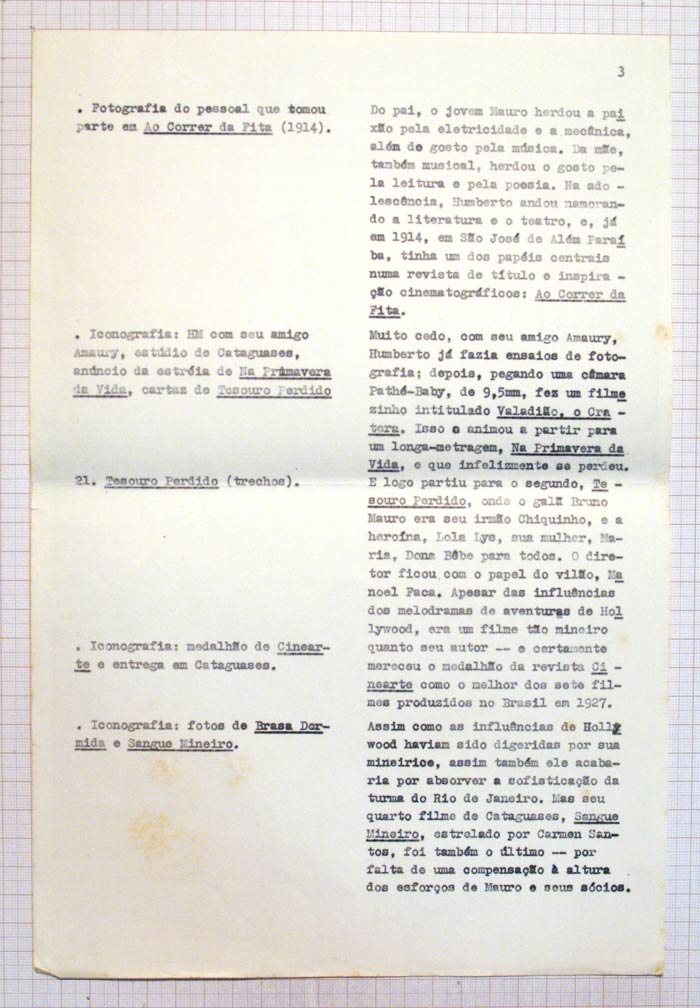 3
. Fotografia do pessoal que tomou
parte em Ao Correr da Fita (1914).
Do pai, o jovem Mauro herdou a pai
xão pela eletricidade e a mecânica,
além de gosto pela música. Da mãe,
também musical, herdou o gosto pe-
la leitura e pela poesia. Na ado -
lescência, Humberto andou namoran-
do a literatura e o teatro, e, já
em 1914, em São José de Além Paraí
ba, tinha um dos papéis centrais
numa revista de título e inspira -
ção cinematográficos: Ao Correr da
Fita.
. Iconografia: HM com seu amigo
Amaury, estúdio de Cataguases,
anúncio da estréia de Na Primavera
da Vida, cartaz de Tesouro Perdido
Muito cedo, com seu amigo Amaury,
Humberto já fazia ensaios de foto-
grafia; depois, pegando uma câmara
Pathé-Baby, de 9,5mm, fez um filme
zinho intitulado Valadião, o Cra -
tera. Isso o animou a partir para
um longa-metragem, Na Primavera da
Vida, e que infelizmente se perdeu.
21. Tesouro Perdido (trechos).
E logo partiu para o segundo, Te -
souro Perdido, onde o galã Bruno
Mauro era seu irmão Chiquinho, e a
heroína, Lola Lys, sua mulher, Ma-
ria, Dona Bêbe para todos. O dire-
tor ficou com o papel do vilão, Ma
noel Faca. Apesar das influências
dos melodramas de aventuras de Hol
lywood, era um filme tão mineiro
quanto seu autor -- e certamente
mereceu o medalhão da revista Ci -
nearte como o melhor dos sete fil-
mes produzidos no Brasil em 1927.
. Iconografia: medalhão de Cinear-
te e entrega em Cataguases.
. Iconografia: fotos de Brasa Dor-
mida e Sangue Mineiro.
Assim como as influências de Holly
wood haviam sido digeridas por sua
mineirice, assim também ele acaba-
ria por absorver a sofisticação da
turma do Rio de Janeiro. Mas seu
quarto filme de Cataguases, Sangue
Mineiro, estrelado por Carmen San-
tos, foi também o último -- por
falta de uma compensação à altura
dos esforços de Mauro e seus sócios.